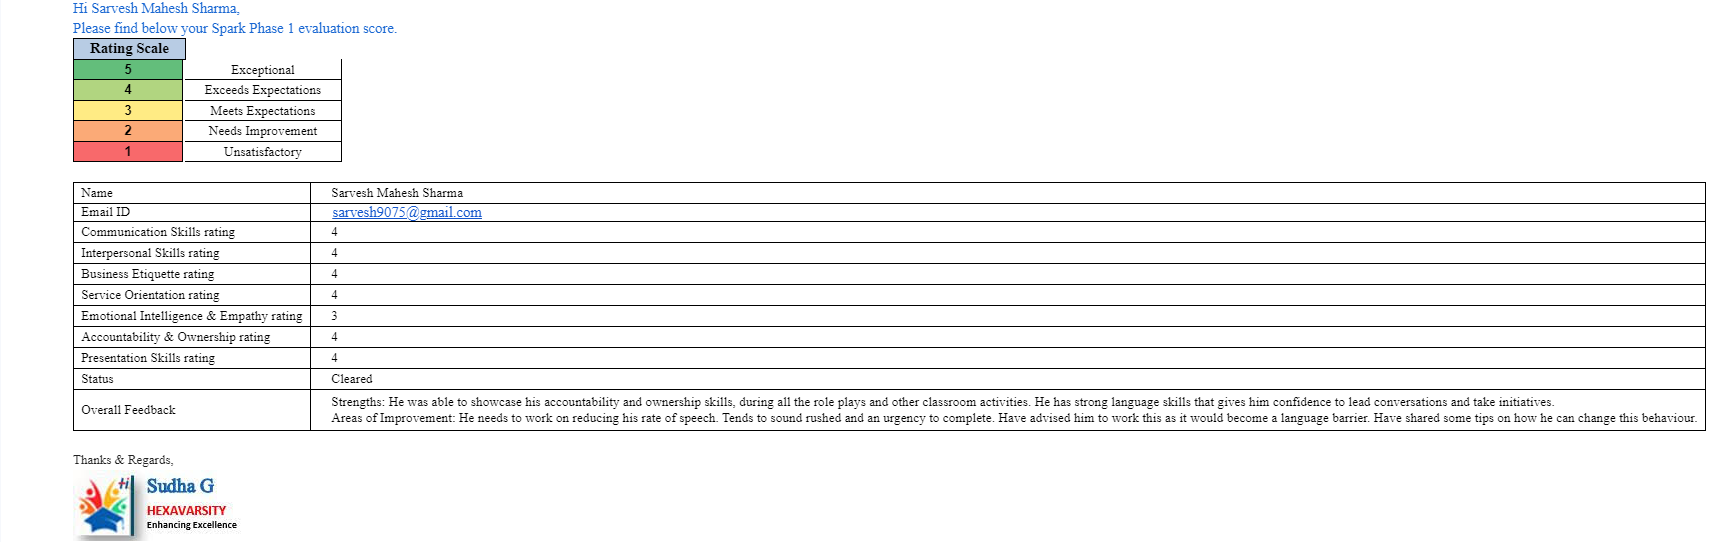 Hi Sarvesh Mahesh Sharma,
Please find below your Spark Phase 1 evaluation score.
Rating Scale
5 Exceptional
4 Exceeds Expectations
3 Meets Expectations
2 Needs Improvement
1 Unsatisfactory
Name Sarvesh Mahesh Sharma
Email ID sarvesh9075@gmail.com
Communication Skills rating 4
Interpersonal Skills rating 4
Business Etiquette rating 4
Service Orientation rating 4
Emotional Intelligence & Empathy rating 3
Accountability & Ownership rating 4
Presentation Skills rating 4
Status Cleared
Overall Feedback
Strengths: He was able to showcase his accountability and ownership skills, during all the role plays and other classroom activities. He has strong language skills that gives him confidence to lead conversations and take initiatives.
Areas of Improvement: He needs to work on reducing his rate of speech. Tends to sound rushed and an urgency to complete. Have advised him to work this as it would become a language barrier. Have shared some tips on how he can change this behaviour.
Thanks & Regards,
Hi
Sudha G
HEXAVARSITY
Enhancing Excellence